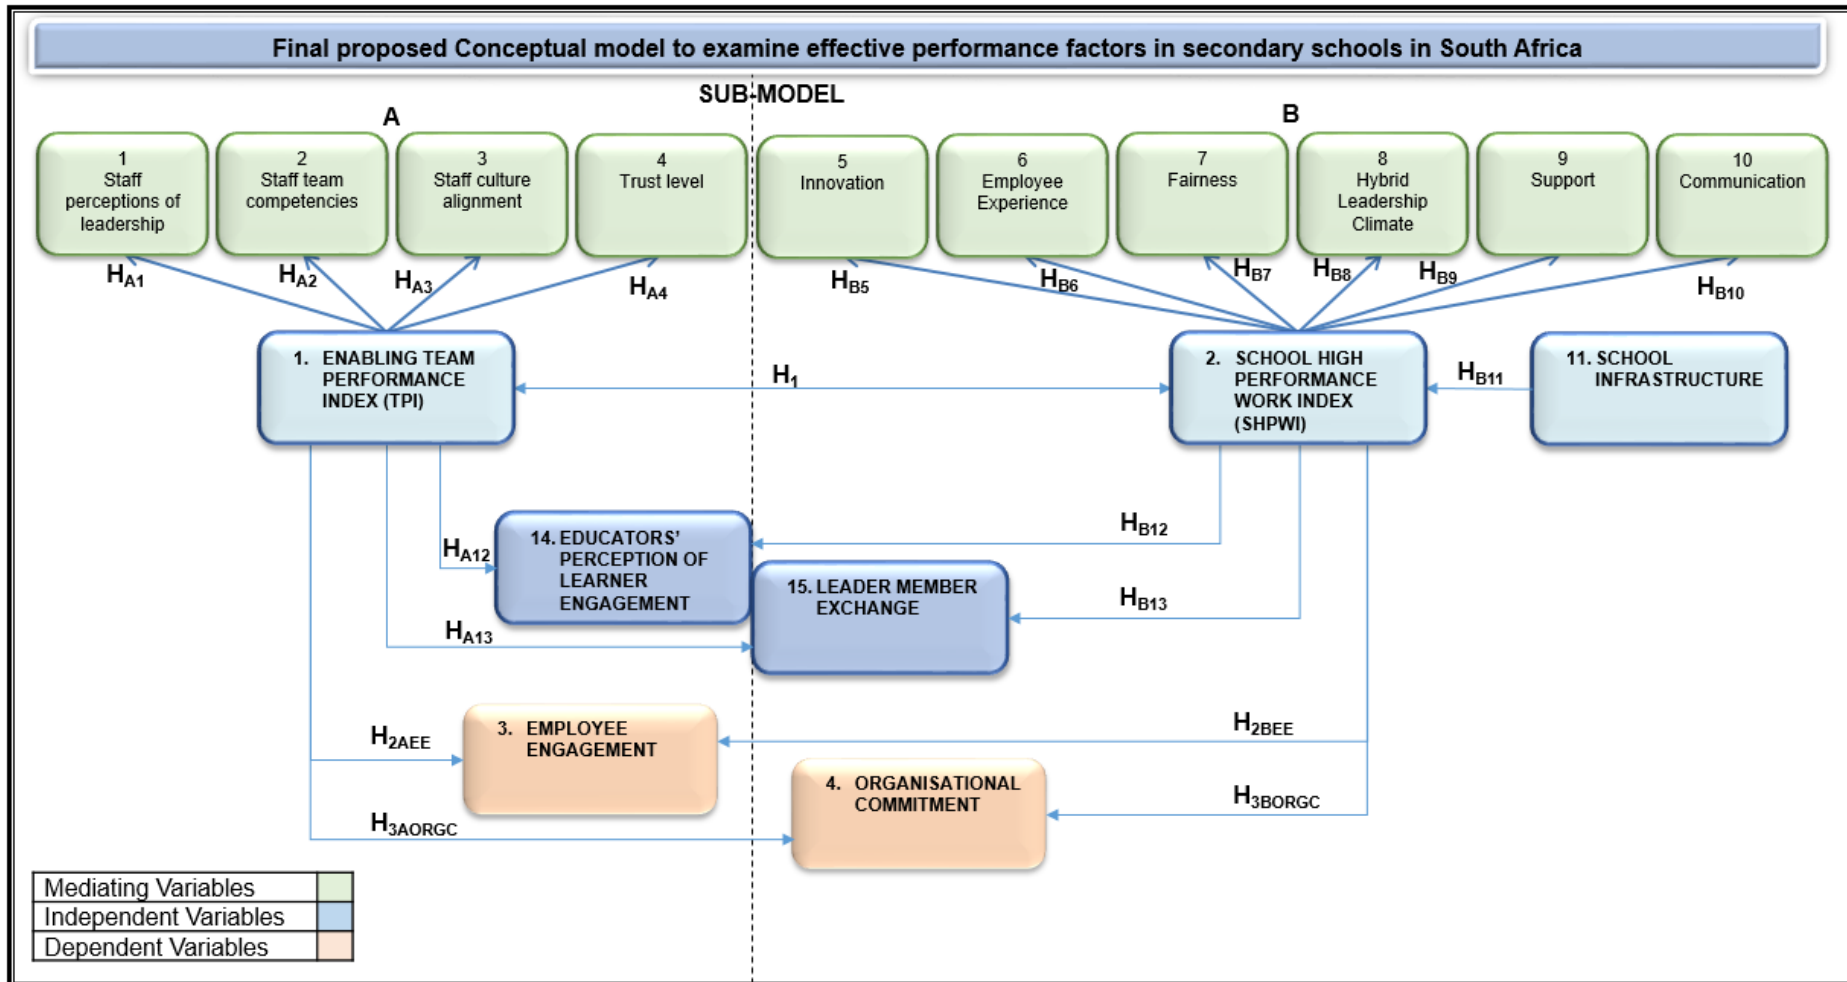 Final proposed Conceptual model to examine effective performance factors in secondary schools in South Africa
SUB-MODEL
A
B
1
Staff
perceptions of
leadership
2
Staff team
competencies
3
Staff culture
alignment
4
Trust level
5
Innovation
6
Employee
Experience
7
Fairness
8
Hybrid
Leadership
Climate
9
Support
10
Communication
HA1
HA2
HA3
HA4
HB5
HB6
HB7
HB8
HB9
HB10
1. ENABLING TEAM
PERFORMANCE
INDEX (TPI)
H1
2. SCHOOL HIGH
PERFORMANCE
WORK INDEX
(SHPWI)
HB11
11. SCHOOL
INFRASTRUCTURE
HA12
14. EDUCATORS'
PERCEPTION OF
LEARNER
ENGAGEMENT
HB12
15. LEADER MEMBER
EXCHANGE
HB13
HA13
H2AEE
3. EMPLOYEE
ENGAGEMENT
H2BEE
4. ORGANISATIONAL
COMMITMENT
H3BORGC
H3AORGC
Mediating Variables
Independent Variables
Dependent Variables